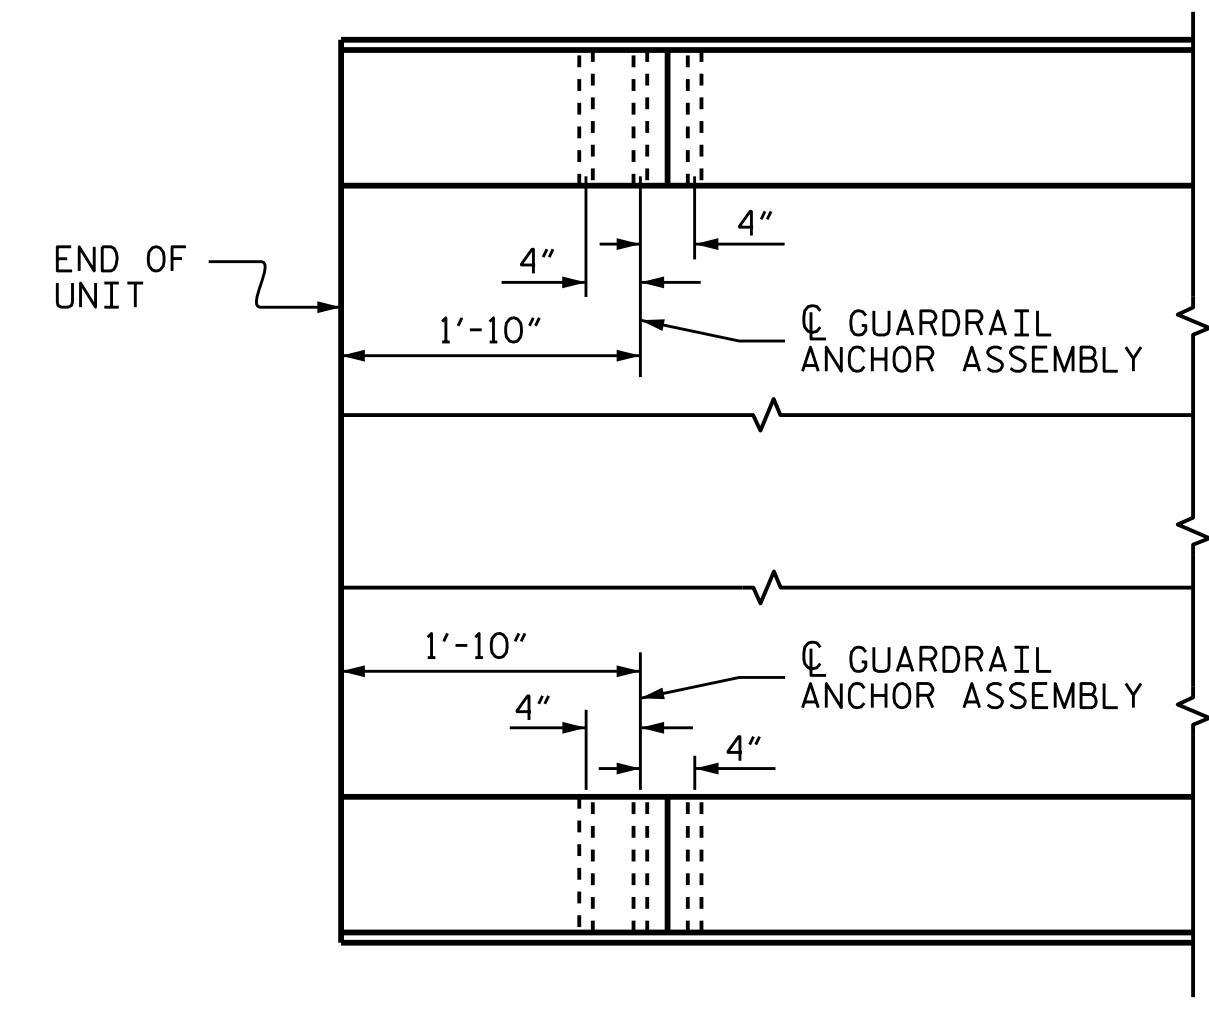 4"
END OF
UNIT
4"
1'-10"
℄ GUARDRAIL
ANCHOR ASSEMBLY
1'-10"
℄ GUARDRAIL
ANCHOR ASSEMBLY
4"
4"